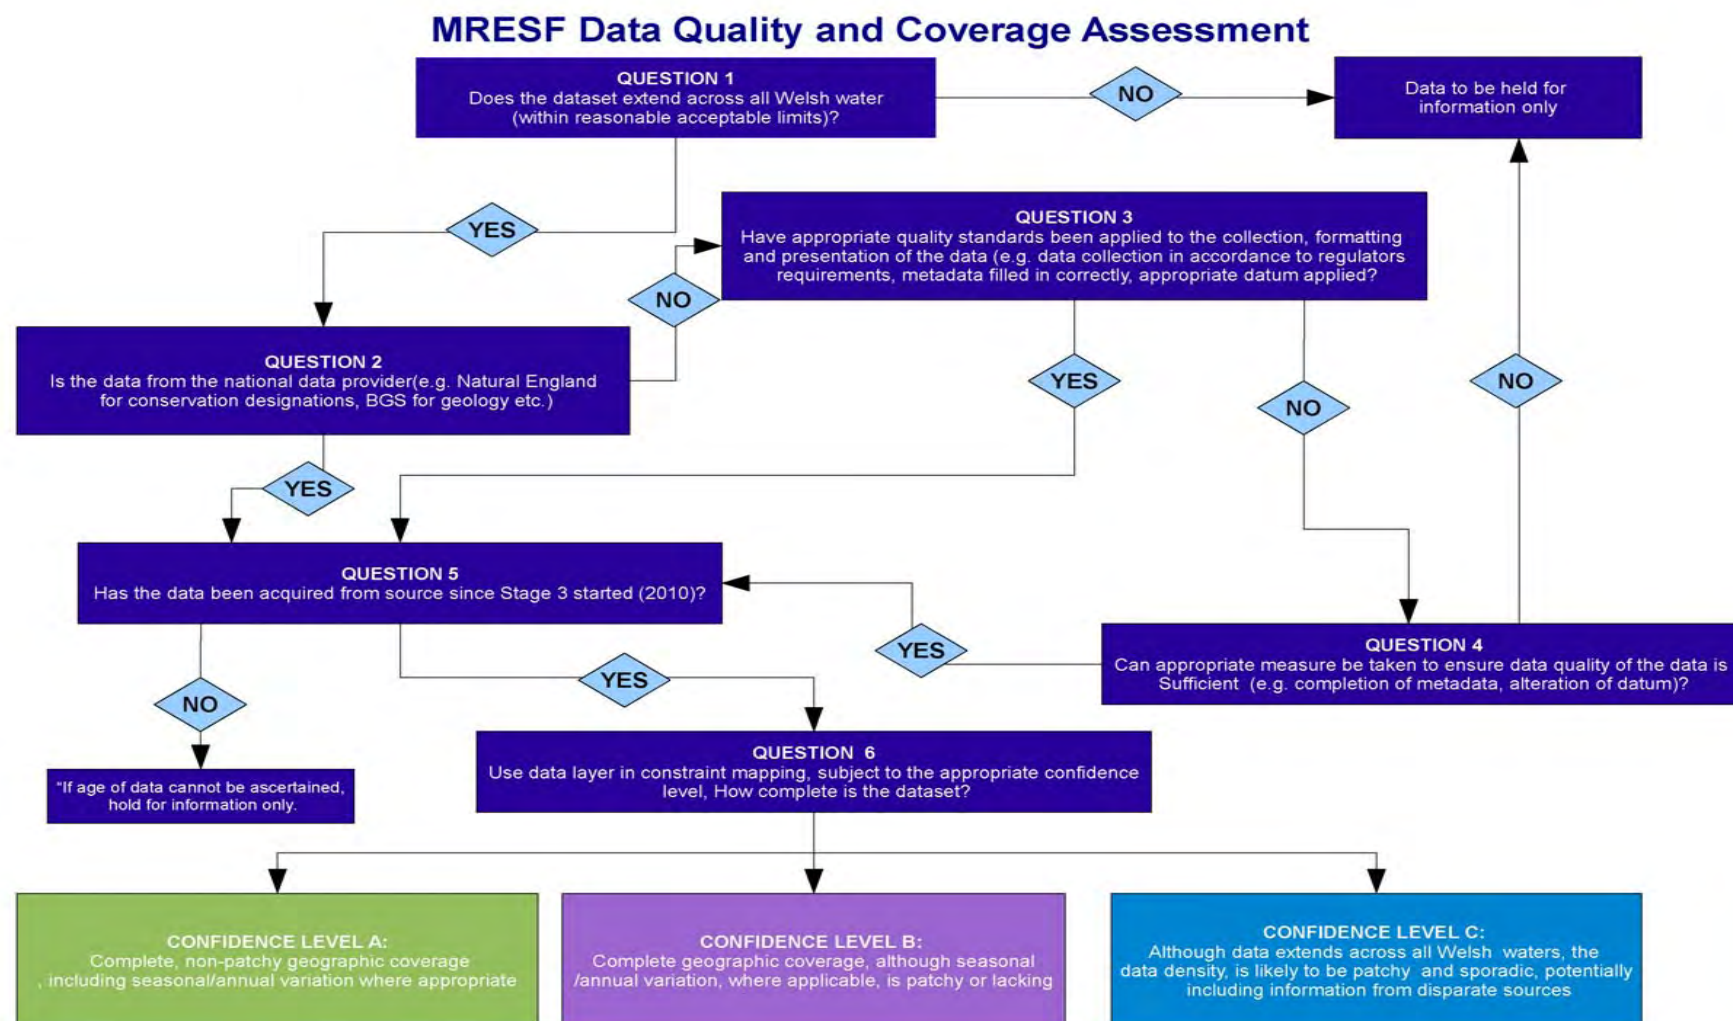 MRESF Data Quality and Coverage Assessment
QUESTION 1
Does the dataset extend across all Welsh water
(within reasonable acceptable limits)?
NO
Data to be held for
information only
YES
QUESTION 3
Have appropriate quality standards been applied to the collection, formatting
and presentation of the data (e.g. data collection in accordance to regulators
requirements, metadata filled in correctly, appropriate datum applied?
NO
QUESTION 2
Is the data from the national data provider(e.g. Natural England
for conservation designations, BGS for geology etc.)
YES
NO
NO
YES
QUESTION 5
Has the data been acquired from source since Stage 3 started (2010)?
YES
QUESTION 4
Can appropriate measure be taken to ensure data quality of the data is
Sufficient (e.g. completion of metadata, alteration of datum)?
NO
YES
"If age of data cannot be ascertained,
hold for information only.
QUESTION 6
Use data layer in constraint mapping, subject to the appropriate confidence
level, How complete is the dataset?
CONFIDENCE LEVEL A:
Complete, non-patchy geographic coverage
, including seasonal/annual variation where appropriate
CONFIDENCE LEVEL B:
Complete geographic coverage, although seasonal
/annual variation, where applicable, is patchy or lacking
CONFIDENCE LEVEL C:
Although data extends across all Welsh waters, the
data density, is likely to be patchy and sporadic, potentially
including information from disparate sources